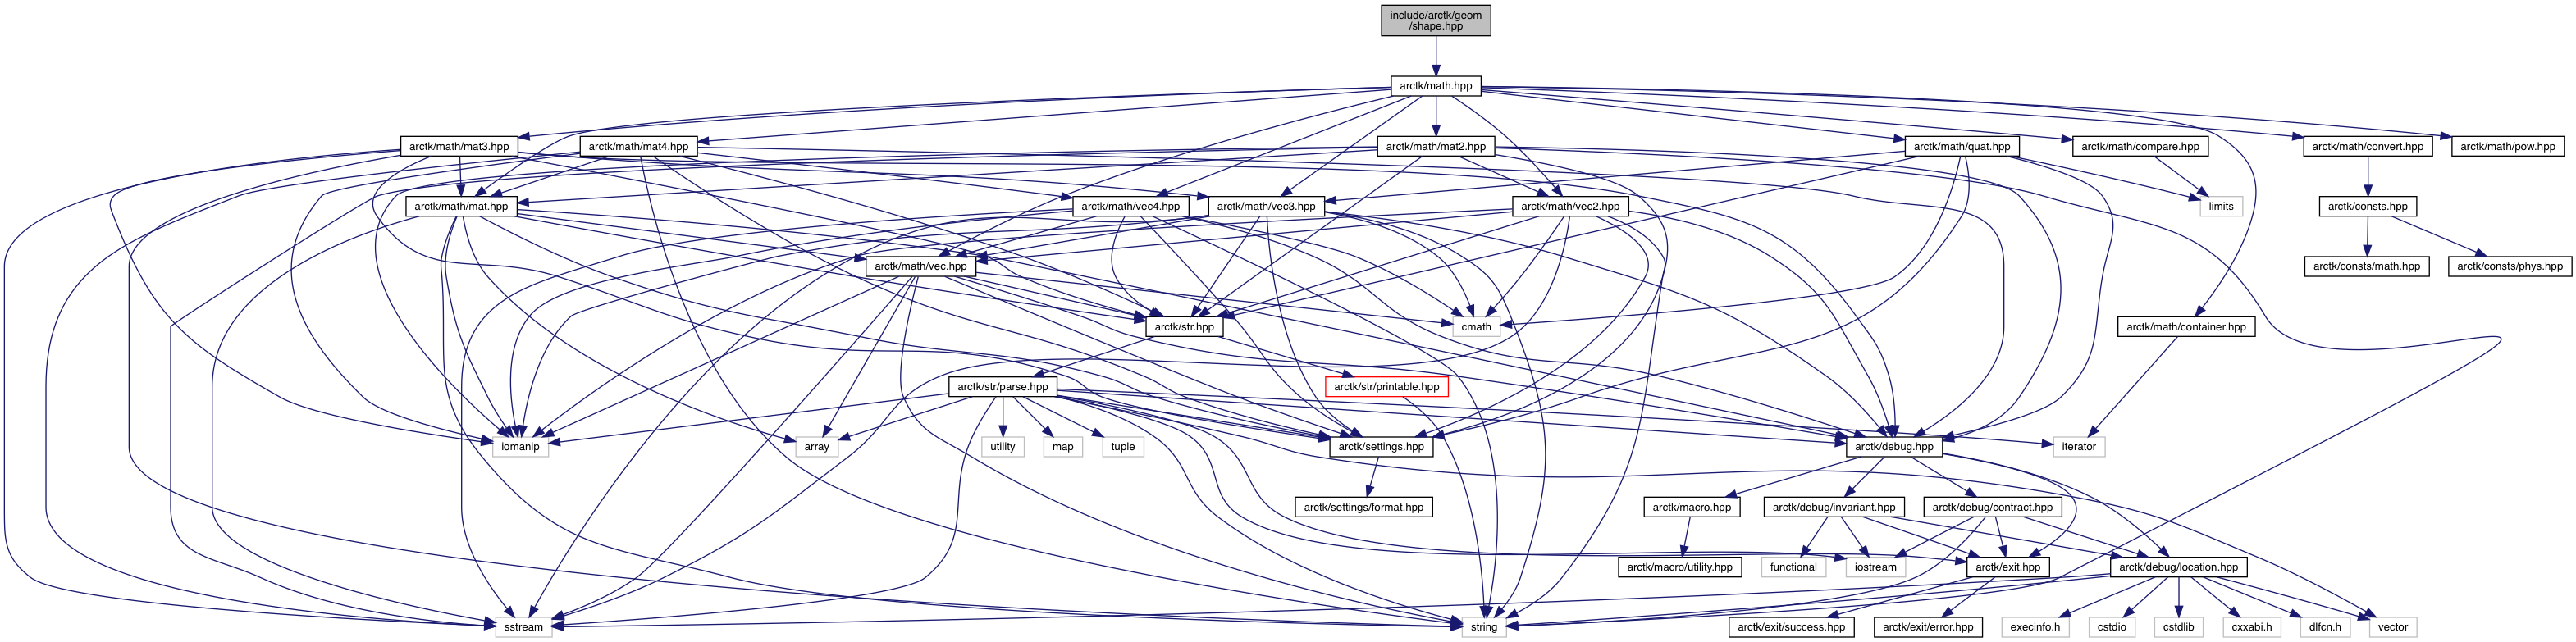 include/arctk/geom
/shape.hpp
arctk/math.hpp
arctk/math/mat3.hpp
arctk/math/mat4.hpp
arctk/math/mat2.hpp
arctk/math/quat.hpp
arctk/math/compare.hpp
arctk/math/convert.hpp
arctk/math/pow.hpp
arctk/math/mat.hpp
arctk/math/vec4.hpp
arctk/math/vec3.hpp
arctk/math/vec2.hpp
limits
arctk/consts.hpp
arctk/math/vec.hpp
arctk/consts/math.hpp
arctk/consts/phys.hpp
arctk/str.hpp
cmath
arctk/math/container.hpp
arctk/str/parse.hpp
arctk/str/printable.hpp
iomanip
array
utility
map
tuple
arctk/settings.hpp
arctk/debug.hpp
iterator
arctk/settings/format.hpp
arctk/macro.hpp
arctk/debug/invariant.hpp
arctk/debug/contract.hpp
arctk/macro/utility.hpp
functional
iostream
arctk/exit.hpp
arctk/debug/location.hpp
sstream
string
arctk/exit/success.hpp
arctk/exit/error.hpp
execinfo.h
cstdio
cstdlib
cxxabi.h
dlfcn.h
vector